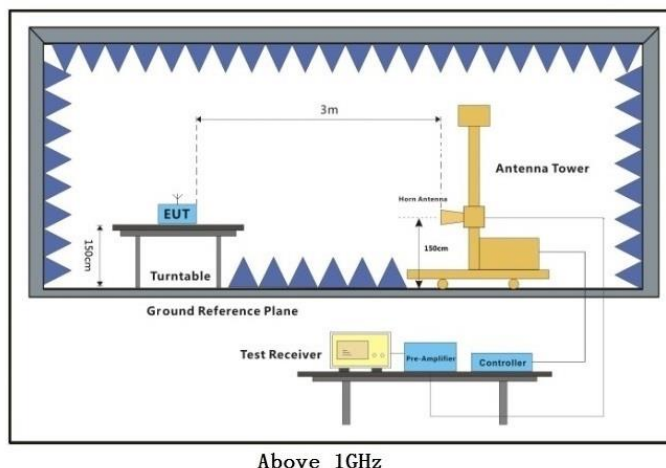 3m
Antenna Tower
Horn Antenna
EUT
150cm
150cm
Turntable
Ground Reference Plane
Test Receiver
Pre-Amplifier
Controller
Above 1GHz